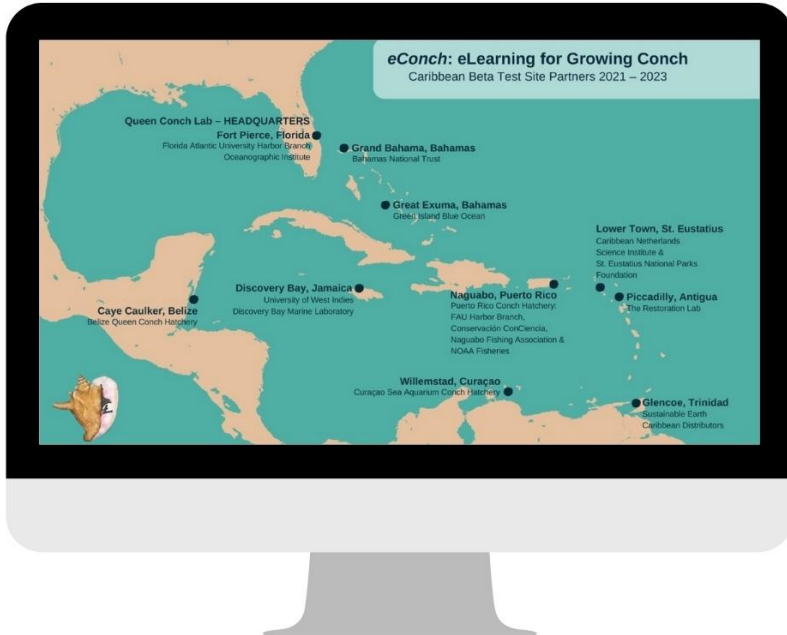 eConch: eLearning for Growing Conch
Caribbean Beta Test Site Partners 2021 – 2023
Queen Conch Lab – HEADQUARTERS
Fort Pierce, Florida
Florida Atlantic University Harbor Branch
Oceanographic Institute
Grand Bahama, Bahamas
Bahamas National Trust
Great Exuma, Bahamas
Green Island Blue Ocean
Lower Town, St. Eustatius
Caribbean Netherlands
Science Institute &
St. Eustatius National Parks
Foundation
Discovery Bay, Jamaica
University of West Indies
Discovery Bay Marine Laboratory
Naguabo, Puerto Rico
Puerto Rico Conch Hatchery:
FAU Harbor Branch,
Conservación ConCiencia,
Naguabo Fishing Association &
NOAA Fisheries
Piccadilly, Antigua
The Restoration Lab
Caye Caulker, Belize
Belize Queen Conch Hatchery
Willemstad, Curaçao
Curaçao Sea Aquarium Conch Hatchery
Glencoe, Trinidad
Sustainable Earth
Caribbean Distributors